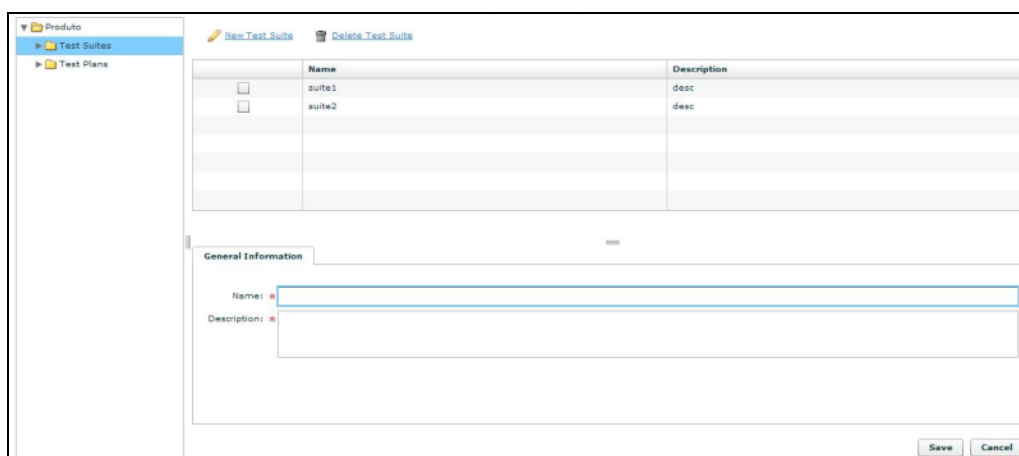 Produto
Test Suites
Test Plans
New Test Suite Delete Test Suite
Name Description
suite1 desc
suite2 desc
General Information
Name: *
Description: *
Save Cancel